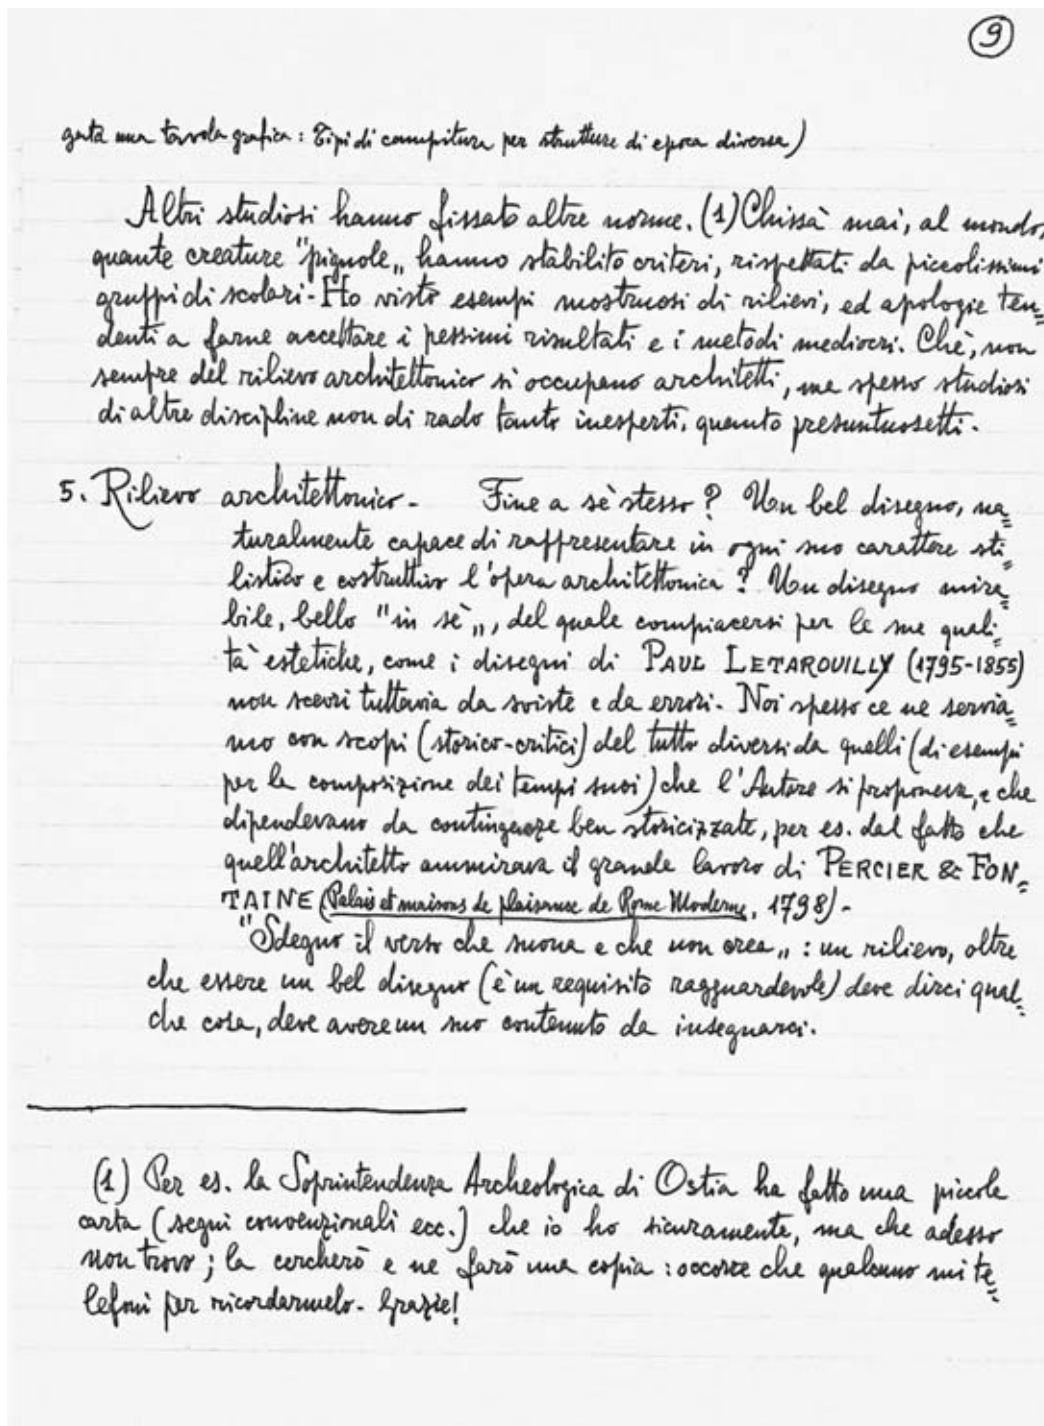 9
gata una tavola grafica: Tipi di campitura per strutture di epoca diversa)
Altri studiosi hanno fissato altre norme. (1) Chissà mai, al mondo,
quante creature "pignole„ hanno stabilito criteri, rispettati da piccolissimi
gruppi di scolari - Ho visto esempi mostruosi di rilievi, ed apologie ten=
denti a farne accettare i pessimi risultati e i metodi mediocri. Chè, non
sempre del rilievo architettonico si occupano architetti, ma spesso studiosi
di altre discipline non di rado tanto inesperti, quanto presuntuosetti.
5. Rilievo architettonico - Fine a sè stesso? Un bel disegno, na=
turalmente capace di raffresentare in ogni suo carattere sti=
listico e costruttivo l'opera architettonica? Un disegno mira=
bile, bello "in sè„, del quale compiacersi per le sue quali=
tà estetiche, come i disegni di PAUL LETAROUILLY (1795-1855)
non scevri tuttavia da sviste e da errori - Noi spesso ce ne servia=
mo con scopi (storico-critici) del tutto diversi da quelli (di esempi
per la composizione dei tempi suoi) che l'Autore si proponeva, e che
dipendevano da contingenze ben storicizzate, per es. dal fatto che
quell'architetto ammirava il grande lavoro di PERCIER & FON=
TAINE (Palais et maisons de plaisance de Rome Moderne, 1798) -
"Sdegno il verso che suona e che non crea„: un rilievo, oltre
che essere un bel disegno (è un requisito ragguardevole) deve dirci qual=
che cosa, deve avere un suo contenuto da insegnarci.
(1) Per es. la Soprintendenza Archeologica di Ostia ha fatto una piccola
carta (segni convenzionali ecc.) che io ho sicuramente, ma che adesso
non trovo; la cercherò e ne farò una copia: occorre che qualcuno mi te=
lefoni per ricordarmelo - Grazie!